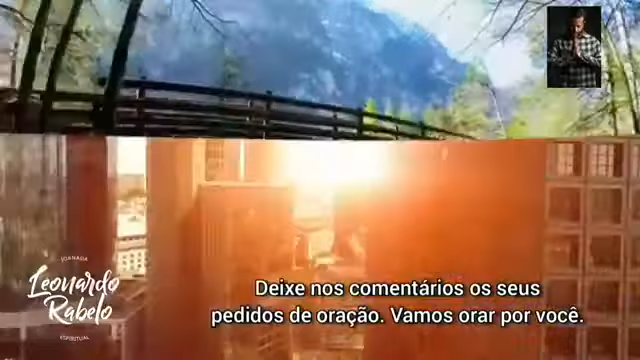 JORNADA
Leonardo
Rabelo
ESPIRITUAL
Deixe nos comentários os seus
pedidos de oração. Vamos orar por você.